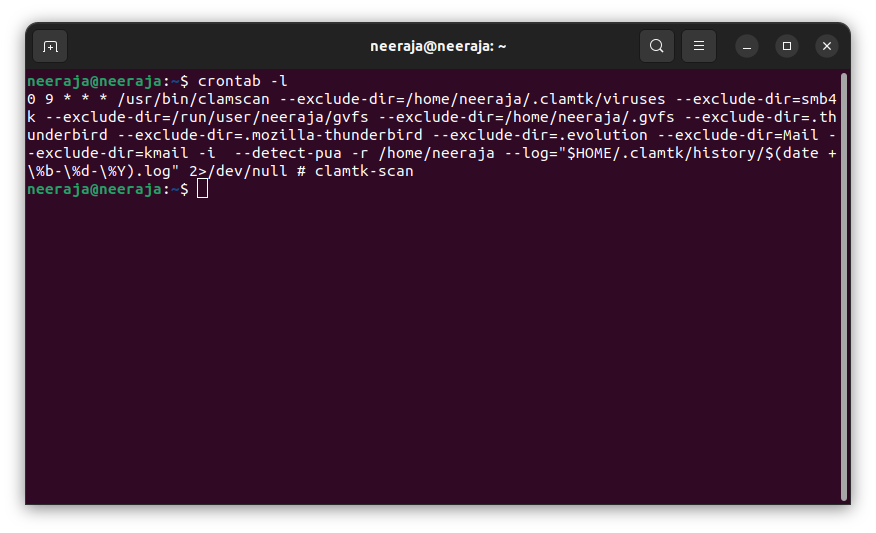 neeraja@neeraja: ~
neeraja@neeraja:~$ crontab -l
0 9 * * * /usr/bin/clamscan --exclude-dir=/home/neeraja/.clamtk/viruses --exclude-dir=smb4
k --exclude-dir=/run/user/neeraja/gvfs --exclude-dir=/home/neeraja/.gvfs --exclude-dir=.th
underbird --exclude-dir=.mozilla-thunderbird --exclude-dir=.evolution --exclude-dir=Mail -
-exclude-dir=kmail -i  --detect-pua -r /home/neeraja --log="$HOME/.clamtk/history/$(date +
\%b-\%d-\%Y).log" 2>/dev/null # clamtk-scan
neeraja@neeraja:~$